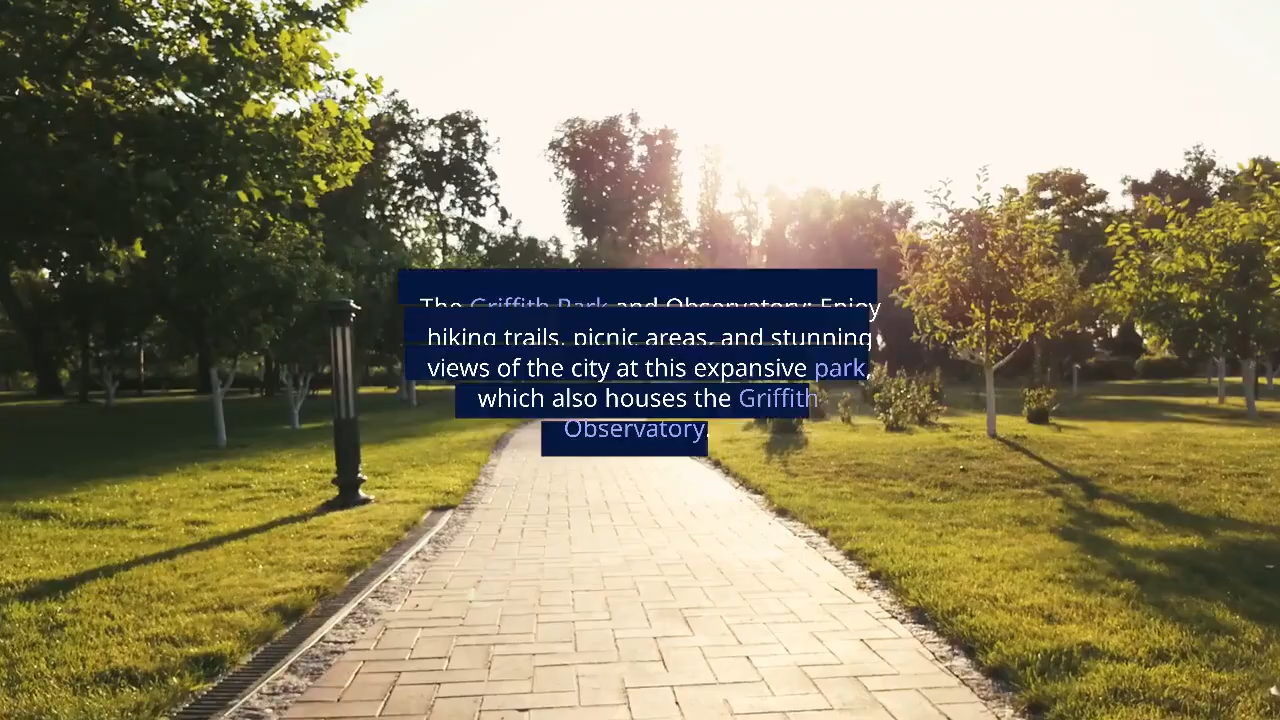 The Griffith Park and Observatory: Enjoy
hiking trails, picnic areas, and stunning
views of the city at this expansive park,
which also houses the Griffith
Observatory.